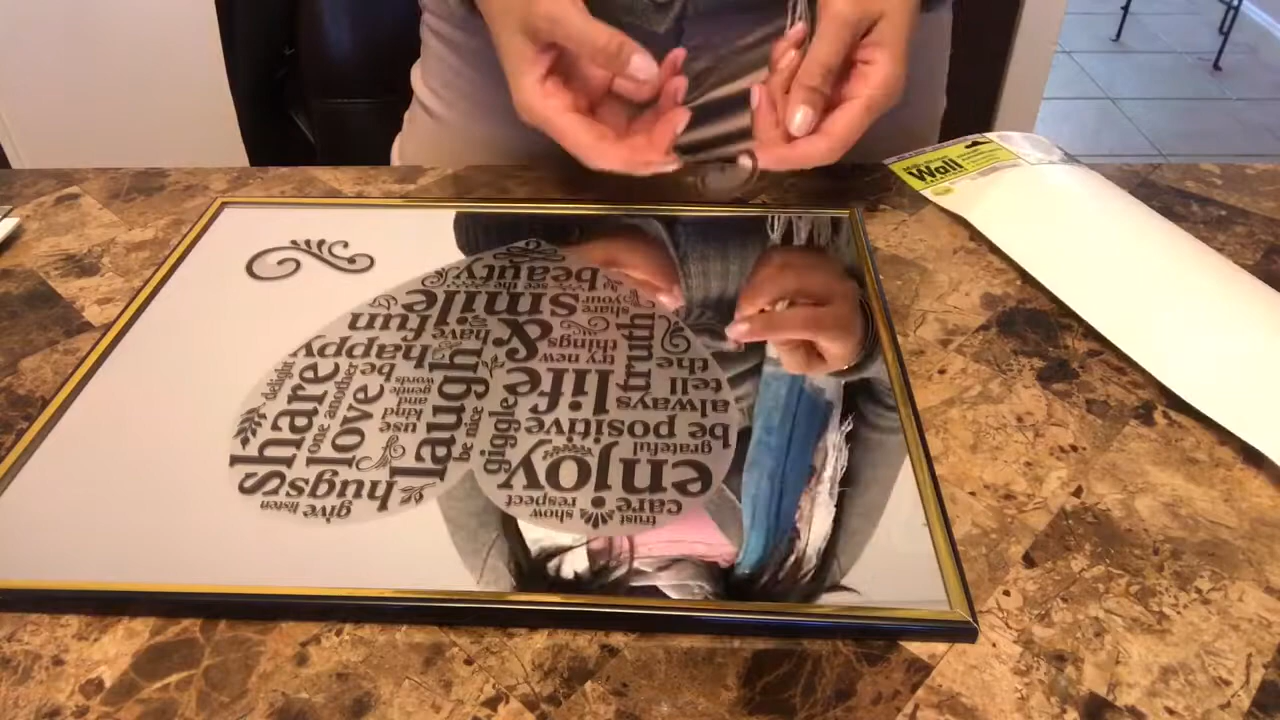 trust
show
care
respect
enjoy
grateful
be positive
always
tell
the
truth
life
giggle
try new
things
&
share
your
smile
see the
beauty
give
listen
hugs
share
love
one another
delight
laugh
be nice
use
kind
and
gentle
words
be
happy
have
fun
Wall